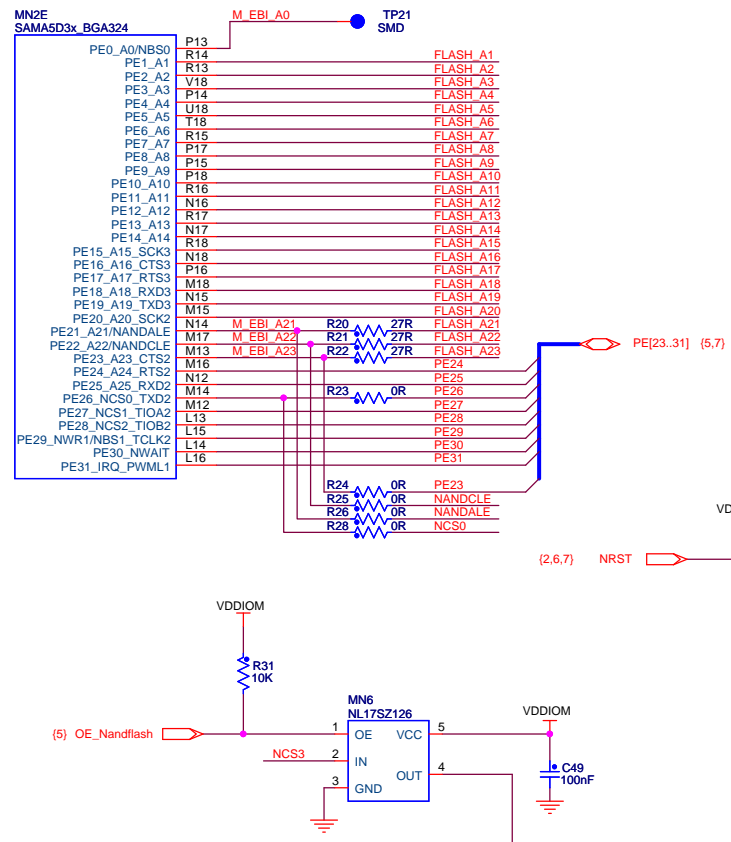 MN2E
SAMA5D3x_BGA324
M_EBI_A0
TP21
SMD
PE0_A0/NBS0 P13
PE1_A1 R14 FLASH_A1
PE2_A2 R13 FLASH_A2
PE3_A3 V18 FLASH_A3
PE4_A4 P14 FLASH_A4
PE5_A5 U18 FLASH_A5
PE6_A6 T18 FLASH_A6
PE7_A7 R15 FLASH_A7
PE8_A8 P17 FLASH_A8
PE9_A9 P15 FLASH_A9
PE10_A10 P18 FLASH_A10
PE11_A11 R16 FLASH_A11
PE12_A12 N16 FLASH_A12
PE13_A13 R17 FLASH_A13
PE14_A14 N17 FLASH_A14
PE15_A15_SCK3 R18 FLASH_A15
PE16_A16_CTS3 N18 FLASH_A16
PE17_A17_RTS3 P16 FLASH_A17
PE18_A18_RXD3 M18 FLASH_A18
PE19_A19_TXD3 N15 FLASH_A19
PE20_A20_SCK2 M15 FLASH_A20
PE21_A21/NANDALE N14 M_EBI_A21 R20 27R FLASH_A21
PE22_A22/NANDCLE M17 M_EBI_A22 R21 27R FLASH_A22
PE23_A23_CTS2 M13 M_EBI_A23 R22 27R FLASH_A23
PE24_A24_RTS2 M16 PE24
PE25_A25_RXD2 N12 PE25
PE26_NCS0_TXD2 M14 R23 0R PE26
PE27_NCS1_TIOA2 M12 PE27
PE28_NCS2_TIOB2 L13 PE28
PE29_NWR1/NBS1_TCLK2 L15 PE29
PE30_NWAIT L14 PE30
PE31_IRQ_PWML1 L16 PE31
PE[23..31] {5,7}
R24 0R PE23
R25 0R NANDCLE
R26 0R NANDALE
R28 0R NCS0
VD
{2,6,7} NRST
VDDIOM
R31
10K
MN6
NL17SZ126
VDDIOM
{5} OE_Nandflash 1 OE VCC 5
NCS3 2 IN
OUT 4
3 GND
C49
100nF